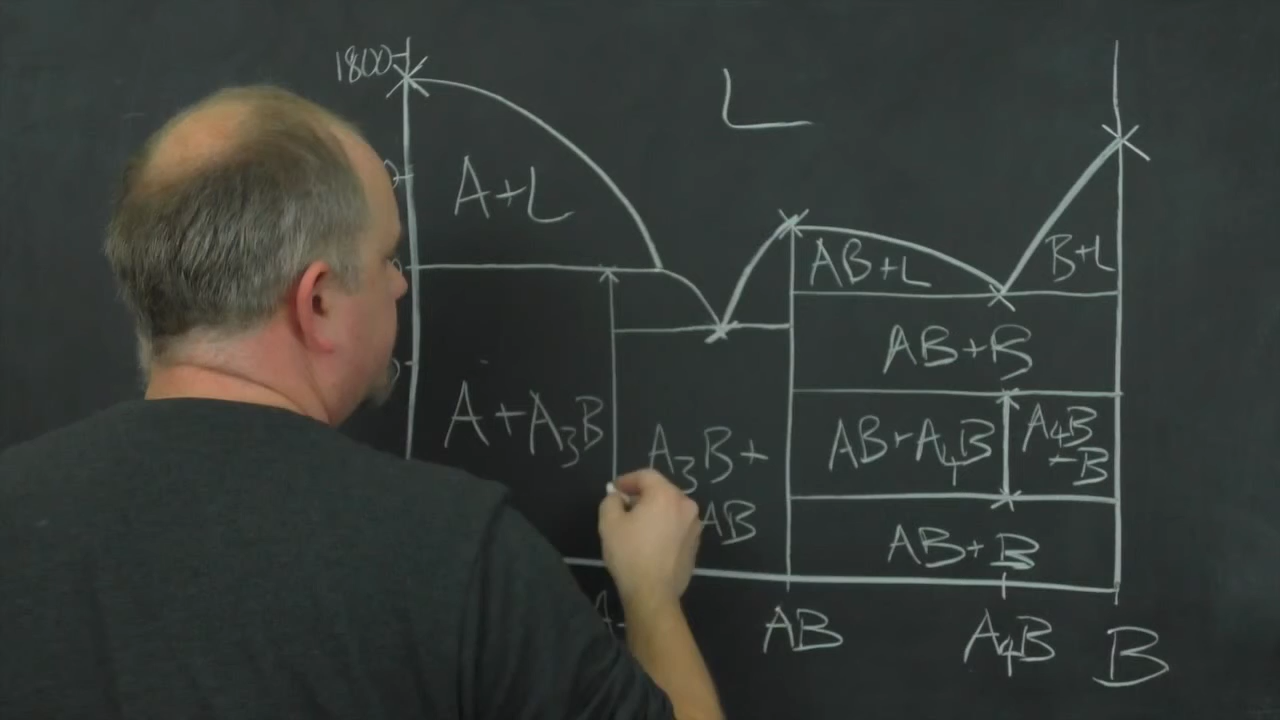 1800
L
A+L
AB+L
B+L
AB+B
A+A₃B
A₃B+
AB
AB+A₄B
A₄B
+B
AB+B
AB
A₄B
B